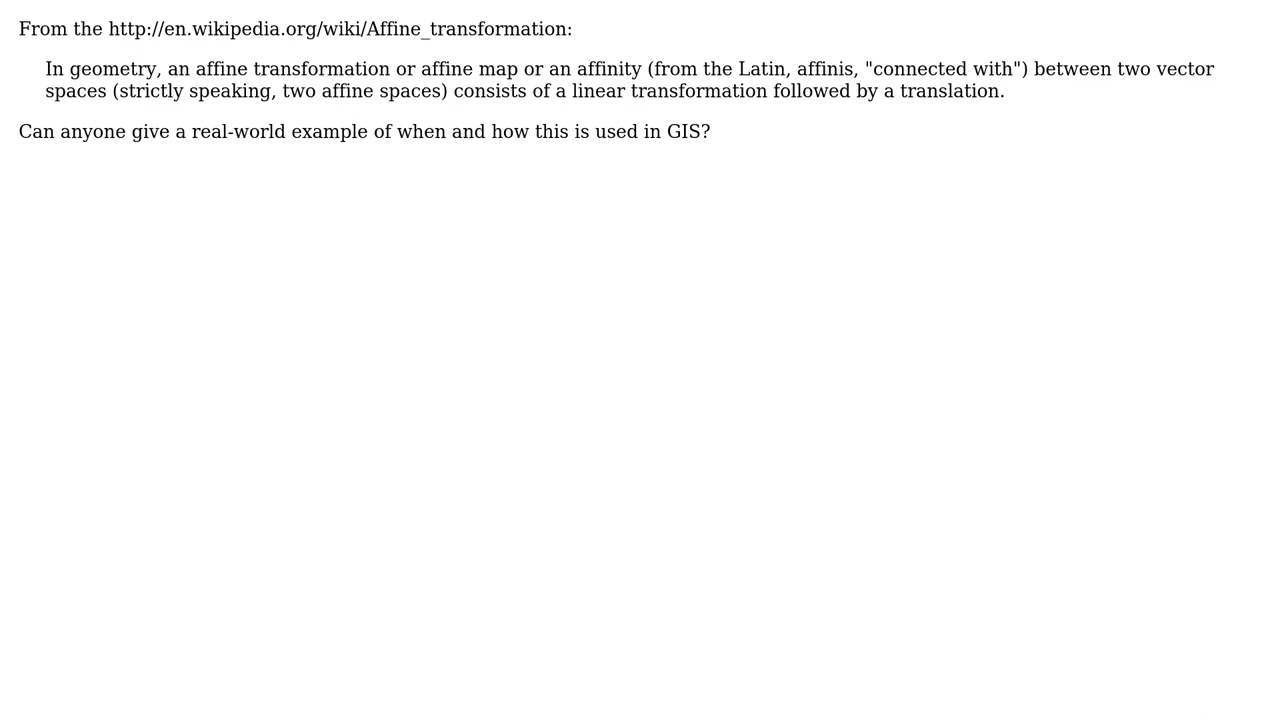 From the http://en.wikipedia.org/wiki/Affine_transformation:
In geometry, an affine transformation or affine map or an affinity (from the Latin, affinis, "connected with") between two vector
spaces (strictly speaking, two affine spaces) consists of a linear transformation followed by a translation.
Can anyone give a real-world example of when and how this is used in GIS?